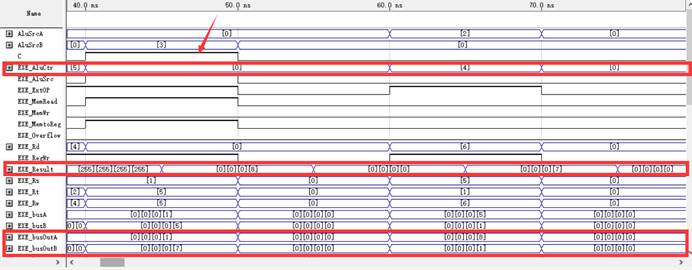 Name 40.0 ns 50.0 ns 60.0 ns 70.0 ns
AluSrcA [0] [2] [0]
AluSrcB [0] [3] [0]
C
EXE_AluCtr [5] [0] [4] [0]
EXE_AluSrc
EXE_ExtOP
EXE_MemRead
EXE_MemWr
EXE_MemtoReg
EXE_Overflow
EXE_Rd [4] [0] [6] [0]
EXE_RegWr
EXE_Result [255][255][255][255] [0][0][0][8] [0][0][0][0] [0][0][0][7] [0][0][0][0]
EXE_Rs [1] [0] [5] [0]
EXE_Rt [2] [5] [0] [1] [0]
EXE_Rw [4] [5] [0] [6] [0]
EXE_busA [0][0][0][1] [0][0][0][0] [0][0][0][5] [0][0][0][0]
EXE_busB 0][0] [0][0][0][5] [0][0][0][0] [0][0][0][1] [0][0][0][0]
EXE_busOutA [0][0][0][1] [0][0][0][0] [0][0][0][8] [0][0][0][0]
EXE_busOutB 0][0] [0][0][0][7] [0][0][0][0] [0][0][0][1] [0][0][0][0]